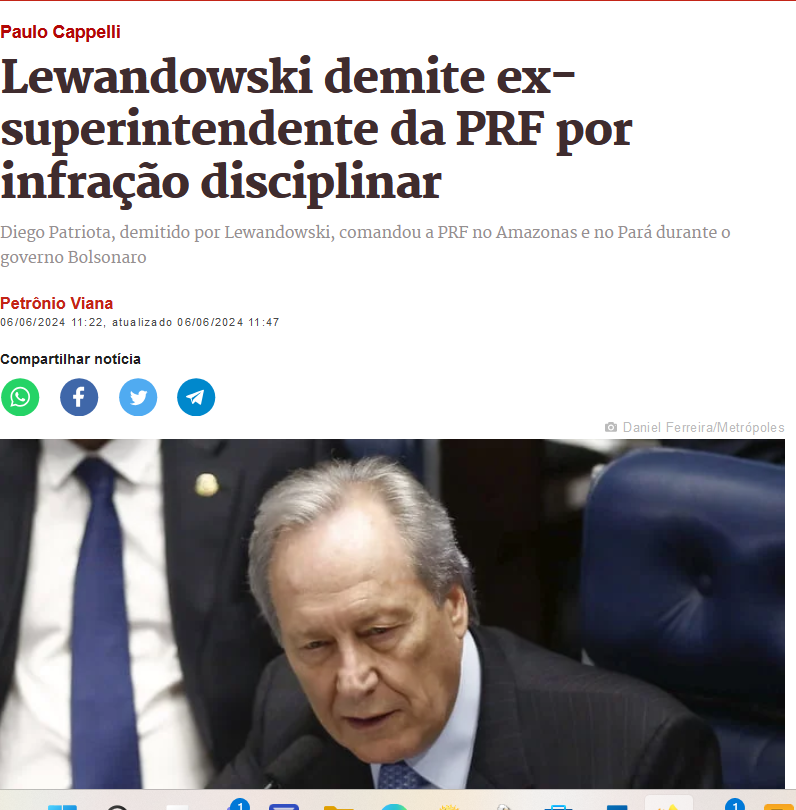 Paulo Cappelli
Lewandowski demite ex-
superintendente da PRF por
infração disciplinar
Diego Patriota, demitido por Lewandowski, comandou a PRF no Amazonas e no Pará durante o
governo Bolsonaro
Petrônio Viana
06/06/2024 11:22, atualizado 06/06/2024 11:47
Compartilhar notícia
Daniel Ferreira/Metrópoles
1
1